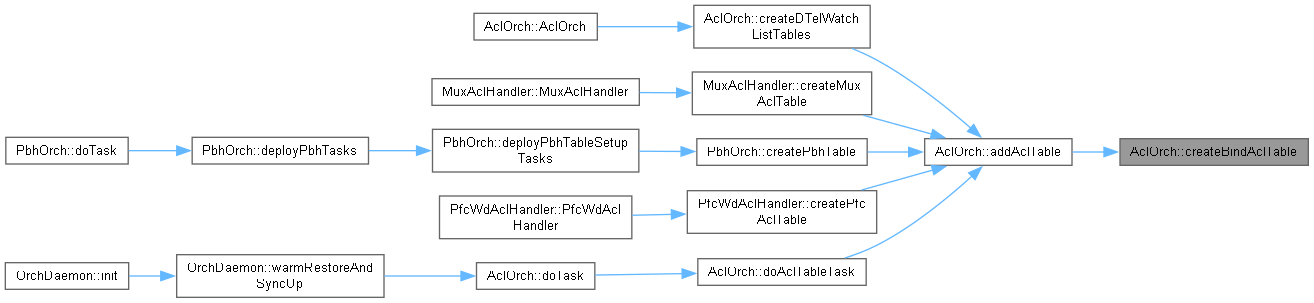 AclOrch::AclOrch
AclOrch::createDTelWatch
ListTables
MuxAclHandler::MuxAclHandler
MuxAclHandler::createMux
AclTable
PbhOrch::doTask
PbhOrch::deployPbhTasks
PbhOrch::deployPbhTableSetup
Tasks
PbhOrch::createPbhTable
AclOrch::addAclTable
AclOrch::createBindAclTable
PfcWdAclHandler::PfcWdAcl
Handler
PfcWdAclHandler::createPfc
AclTable
OrchDaemon::init
OrchDaemon::warmRestoreAnd
SyncUp
AclOrch::doTask
AclOrch::doAclTableTask